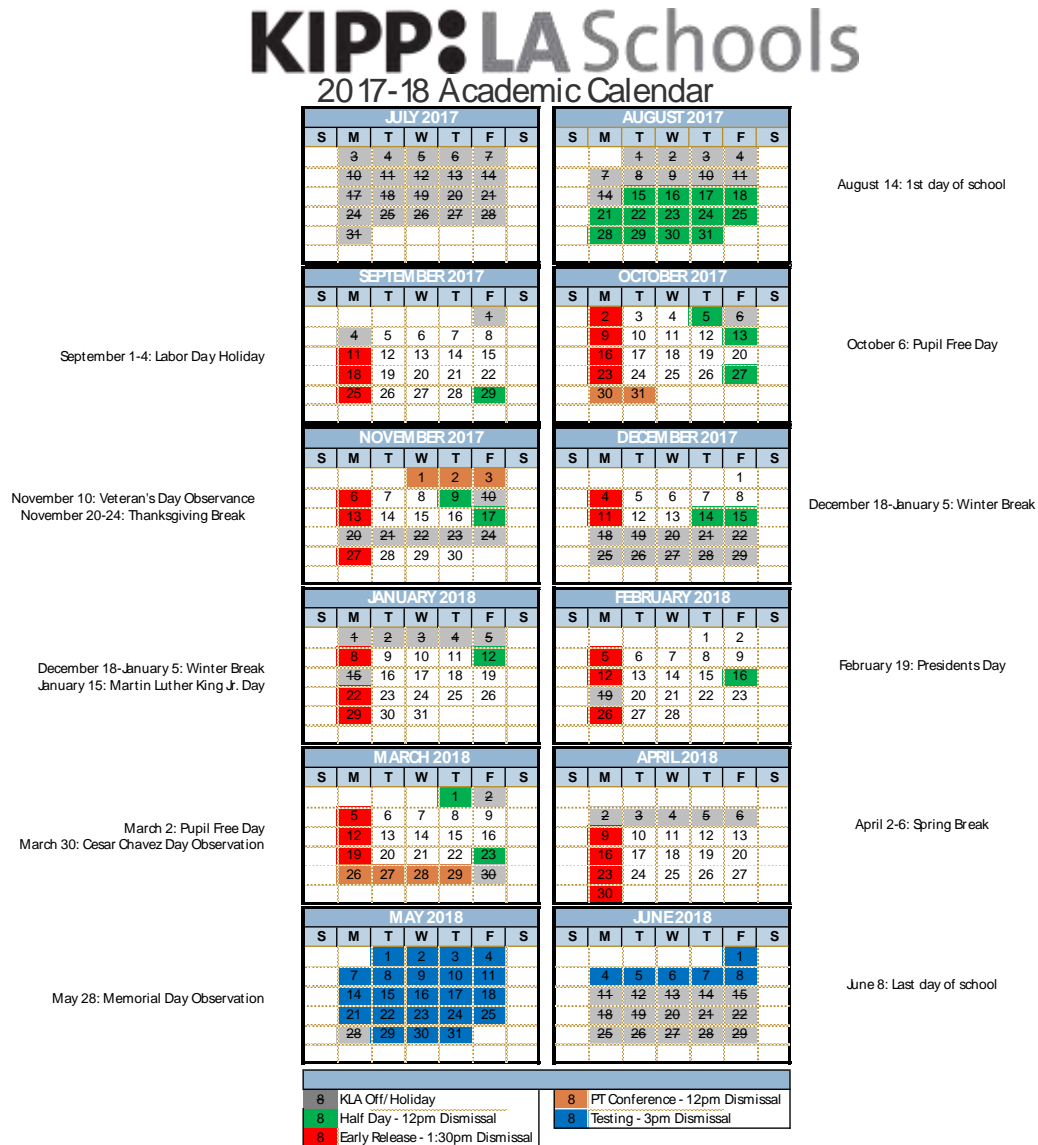 KIPP:LA Schools
2017-18 Academic Calendar
JULY 2017
S M T W T F S
3 4 5 6 7
10 11 12 13 14
17 18 19 20 21
24 25 26 27 28
31
AUGUST 2017
S M T W T F S
1 2 3 4
7 8 9 10 11
14 15 16 17 18
21 22 23 24 25
28 29 30 31
August 14: 1st day of school
September 1-4: Labor Day Holiday
SEPTEMBER 2017
S M T W T F S
1
4 5 6 7 8
11 12 13 14 15
18 19 20 21 22
25 26 27 28 29
OCTOBER 2017
S M T W T F S
2 3 4 5 6
9 10 11 12 13
16 17 18 19 20
23 24 25 26 27
30 31
October 6: Pupil Free Day
November 10: Veteran's Day Observance
November 20-24: Thanksgiving Break
NOVEMBER 2017
S M T W T F S
1 2 3
6 7 8 9 10
13 14 15 16 17
20 21 22 23 24
27 28 29 30
DECEMBER 2017
S M T W T F S
1
4 5 6 7 8
11 12 13 14 15
18 19 20 21 22
25 26 27 28 29
December 18-January 5: Winter Break
December 18-January 5: Winter Break
January 15: Martin Luther King Jr. Day
JANUARY 2018
S M T W T F S
1 2 3 4 5
8 9 10 11 12
15 16 17 18 19
22 23 24 25 26
29 30 31
FEBRUARY 2018
S M T W T F S
1 2
5 6 7 8 9
12 13 14 15 16
19 20 21 22 23
26 27 28
February 19: Presidents Day
March 2: Pupil Free Day
March 30: Cesar Chavez Day Observation
MARCH 2018
S M T W T F S
1 2
5 6 7 8 9
12 13 14 15 16
19 20 21 22 23
26 27 28 29 30
APRIL 2018
S M T W T F S
2 3 4 5 6
9 10 11 12 13
16 17 18 19 20
23 24 25 26 27
30
April 2-6: Spring Break
May 28: Memorial Day Observation
MAY 2018
S M T W T F S
1 2 3 4
7 8 9 10 11
14 15 16 17 18
21 22 23 24 25
28 29 30 31
JUNE 2018
S M T W T F S
1
4 5 6 7 8
11 12 13 14 15
18 19 20 21 22
25 26 27 28 29
June 8: Last day of school
8 KLA Off/Holiday
8 Half Day - 12pm Dismissal
8 Early Release - 1:30pm Dismissal
8 PT Conference - 12pm Dismissal
8 Testing - 3pm Dismissal